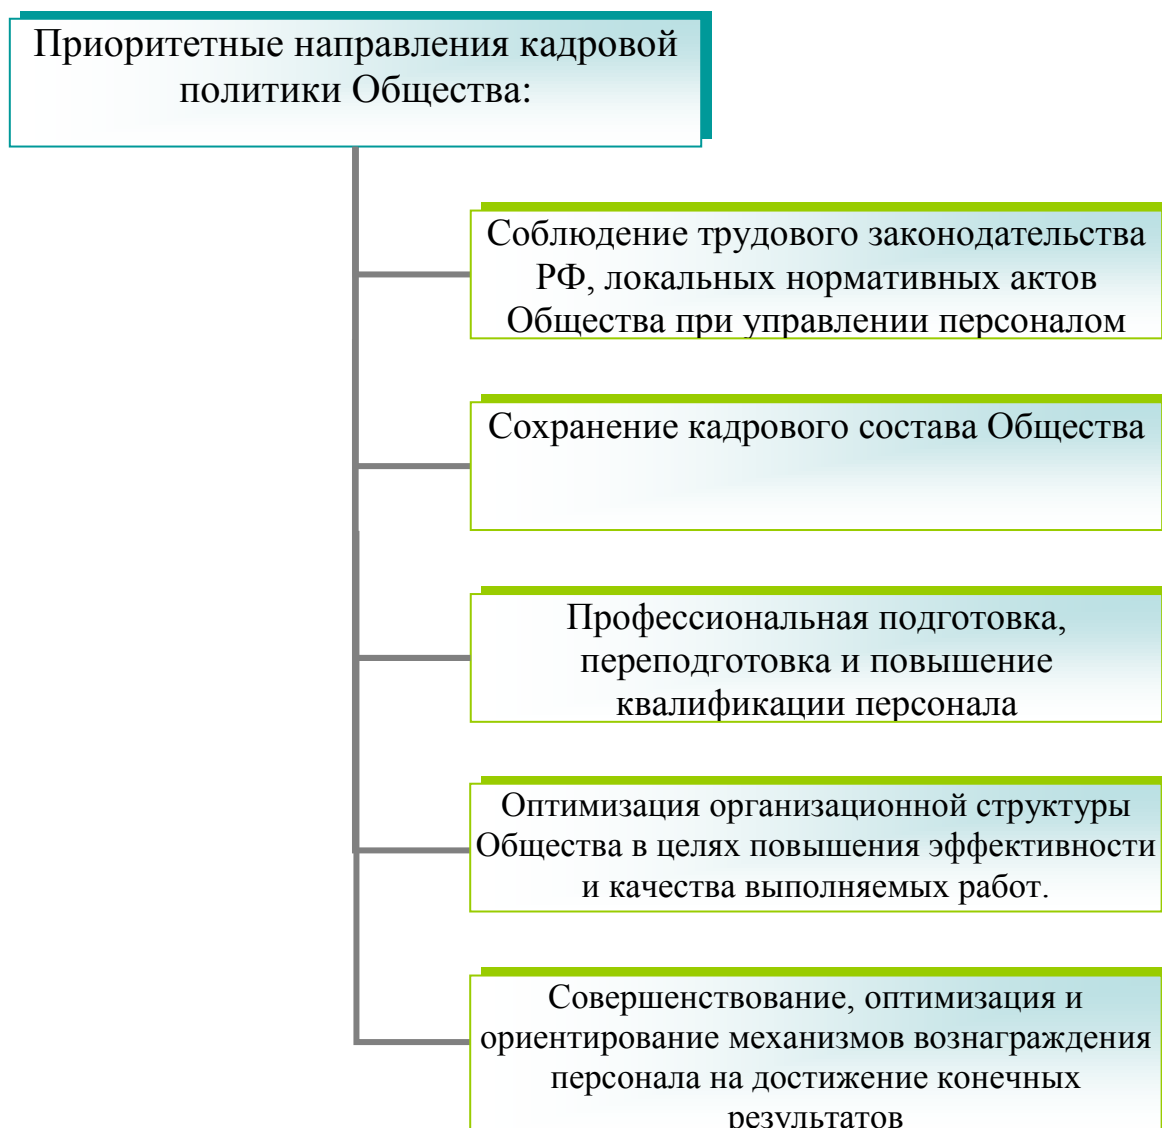 Приоритетные направления кадровой
политики Общества:
Соблюдение трудового законодательства
РФ, локальных нормативных актов
Общества при управлении персоналом
Сохранение кадрового состава Общества
Профессиональная подготовка,
переподготовка и повышение
квалификации персонала
Оптимизация организационной структуры
Общества в целях повышения эффективности
и качества выполняемых работ.
Совершенствование, оптимизация и
ориентирование механизмов вознаграждения
персонала на достижение конечных
результатов